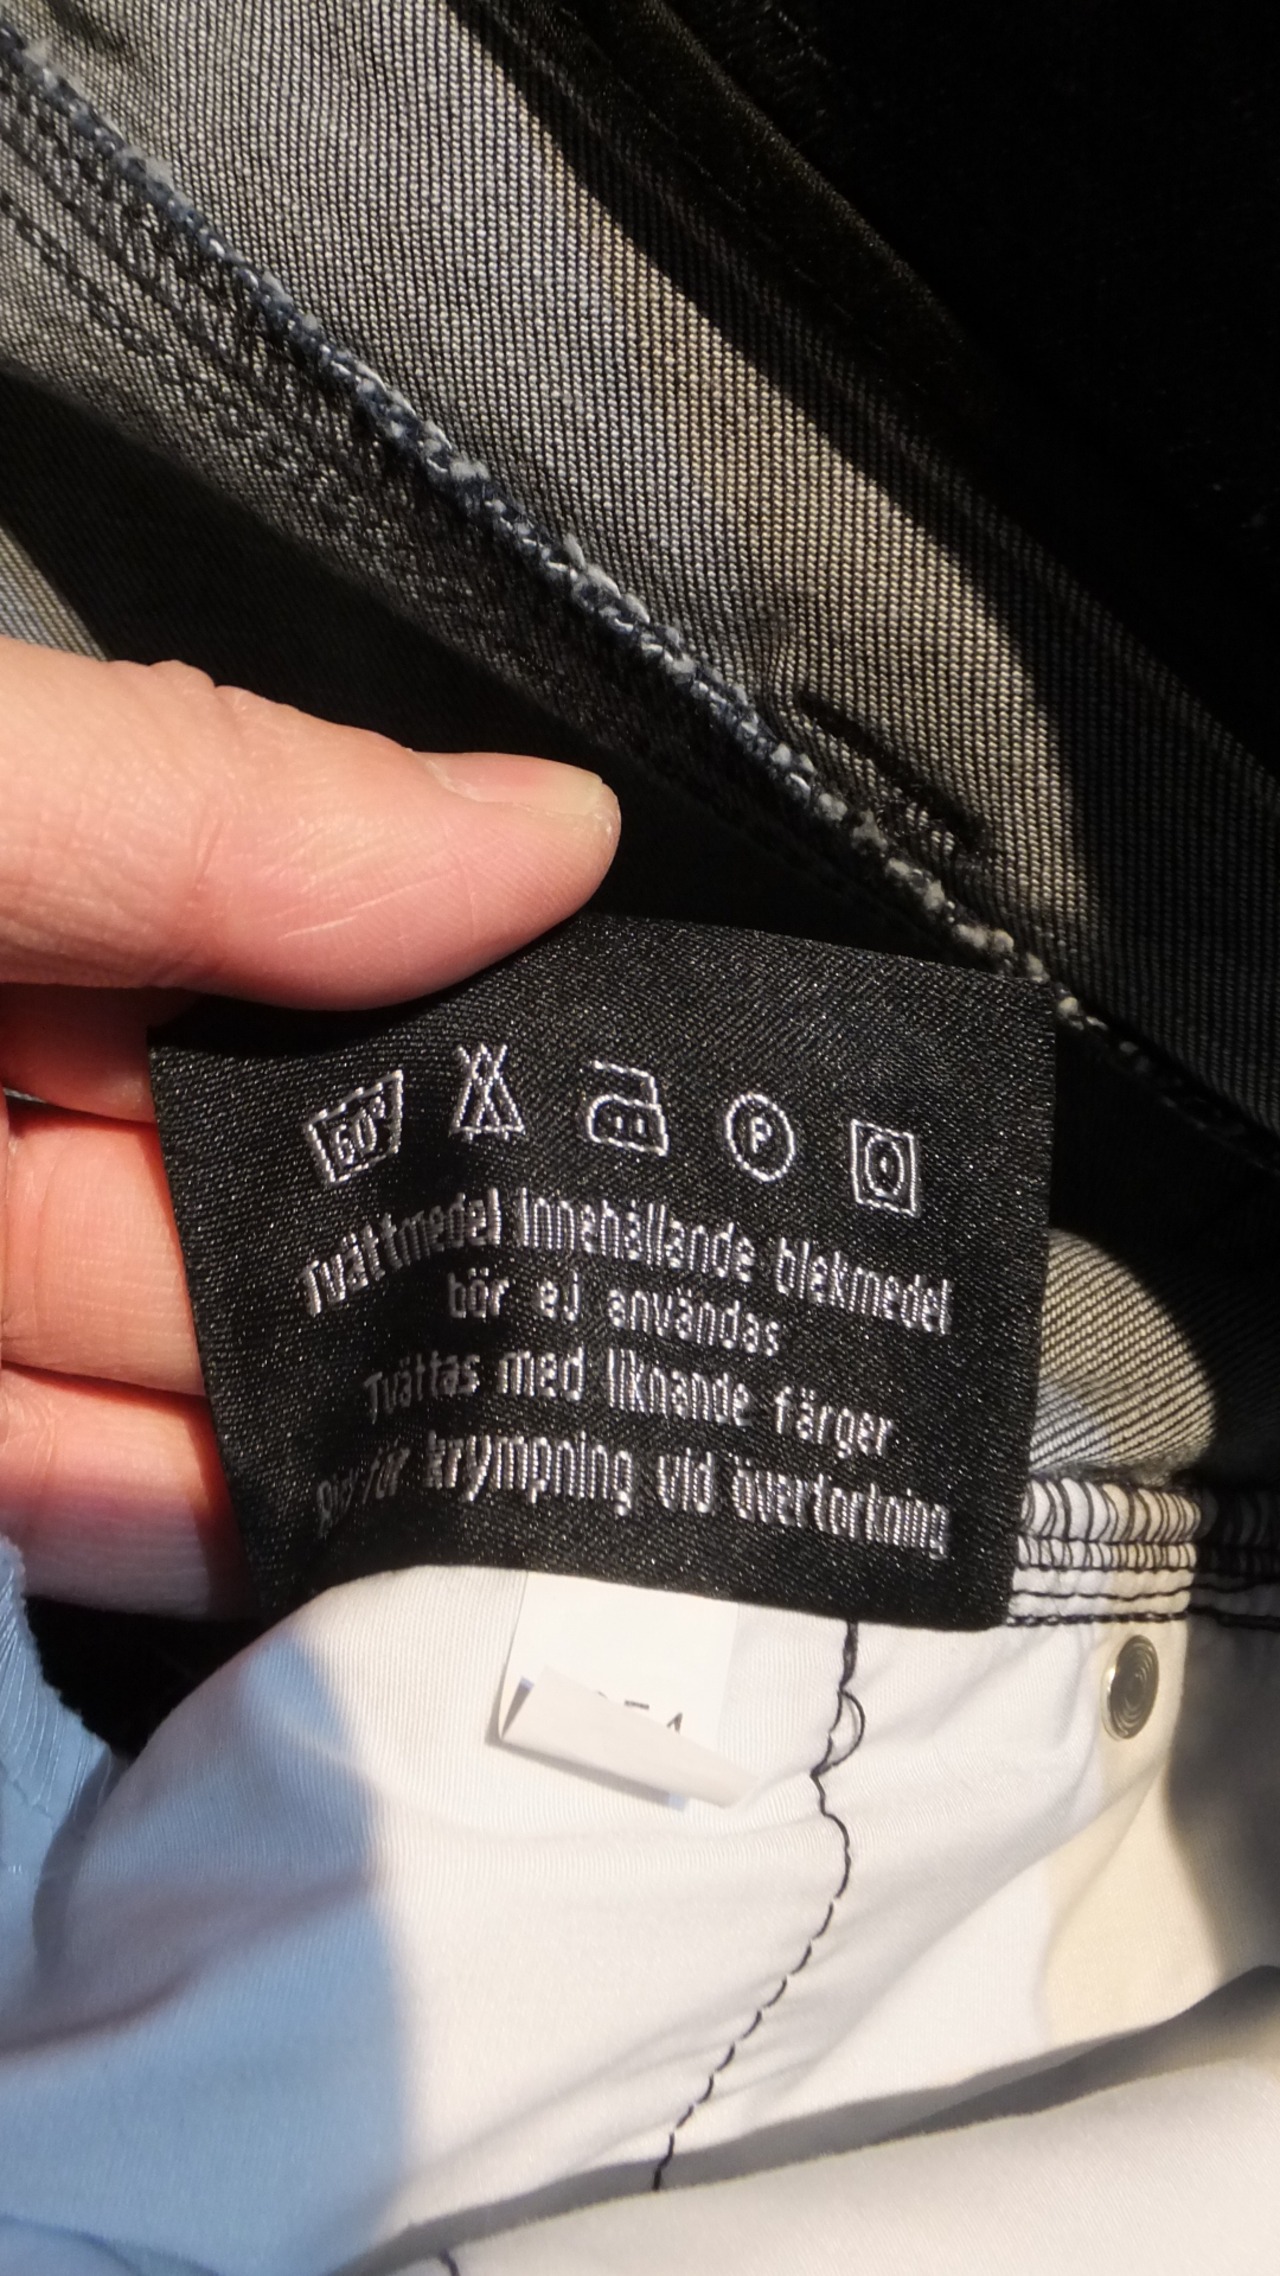 60°
P
Tvättmedel innehållande blekmedel
bör ej användas
Tvättas med liknande färger
krympning vid övertorkning